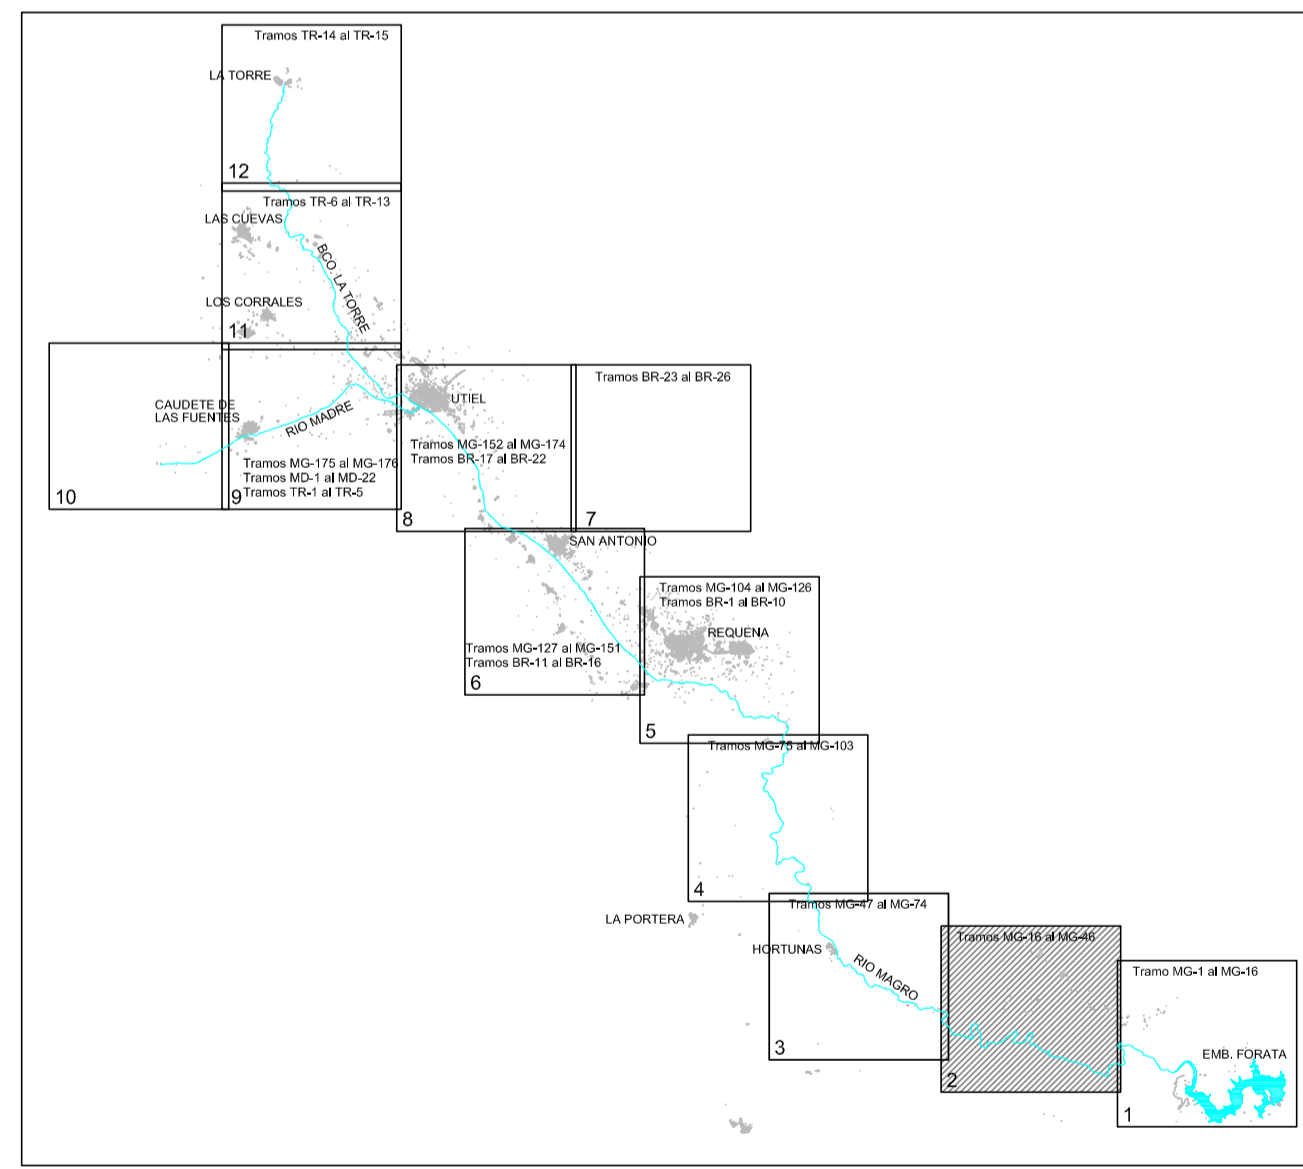 Tramos TR-14 al TR-15
LA TORRE
12
Tramos TR-6 al TR-13
LAS CUEVAS
BCO. LA TORRE
LOS CORRALES
11
CAUDETE DE
LAS FUENTES
RIO MADRE
Tramos MG-175 al MG-176
Tramos MD-1 al MD-22
Tramos TR-1 al TR-5
10
9
UTIEL
Tramos MG-152 al MG-174
Tramos BR-17 al BR-22
8
Tramos BR-23 al BR-26
7
SAN ANTONIO
Tramos MG-127 al MG-151
Tramos BR-11 al BR-16
6
Tramos MG-104 al MG-126
Tramos BR-1 al BR-10
REQUENA
5
Tramos MG-75 al MG-103
4
LA PORTERA
Tramos MG-47 al MG-74
HORTUNAS
RIO MAGRO
3
Tramos MG-16 al MG-46
2
Tramo MG-1 al MG-16
EMB. FORATA
1